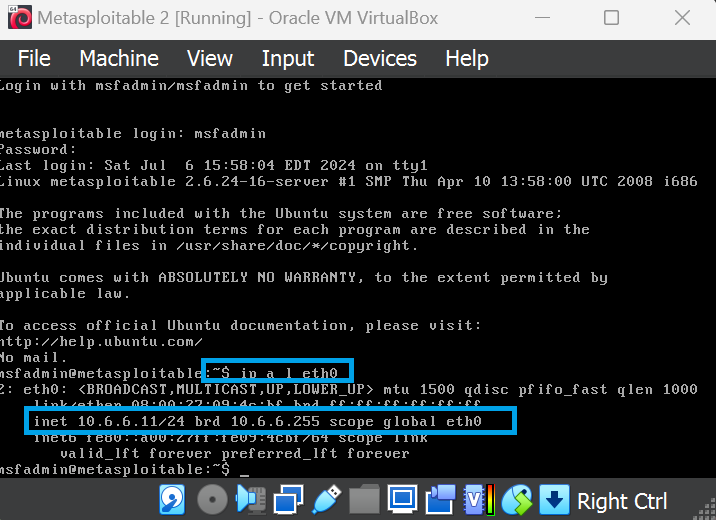 Metasploitable 2 [Running] - Oracle VM VirtualBox
File Machine View Input Devices Help
Login with msfadmin/msfadmin to get started
metasploitable login: msfadmin
Password:
Last login: Sat Jul  6 15:58:04 EDT 2024 on tty1
Linux metasploitable 2.6.24-16-server #1 SMP Thu Apr 10 13:58:00 UTC 2008 i686
The programs included with the Ubuntu system are free software;
the exact distribution terms for each program are described in the
individual files in /usr/share/doc/*/copyright.
Ubuntu comes with ABSOLUTELY NO WARRANTY, to the extent permitted by
applicable law.
To access official Ubuntu documentation, please visit:
http://help.ubuntu.com/
No mail.
msfadmin@metasploitable:~$ ip a l eth0
2: eth0: <BROADCAST,MULTICAST,UP,LOWER_UP> mtu 1500 qdisc pfifo_fast qlen 1000
link/ether 08:00:27:09:4c:bf brd ff:ff:ff:ff:ff:ff
inet 10.6.6.11/24 brd 10.6.6.255 scope global eth0
inet6 fe80::a00:27ff:fe09:4cbf/64 scope link
valid_lft forever preferred_lft forever
msfadmin@metasploitable:~$ _
Right Ctrl